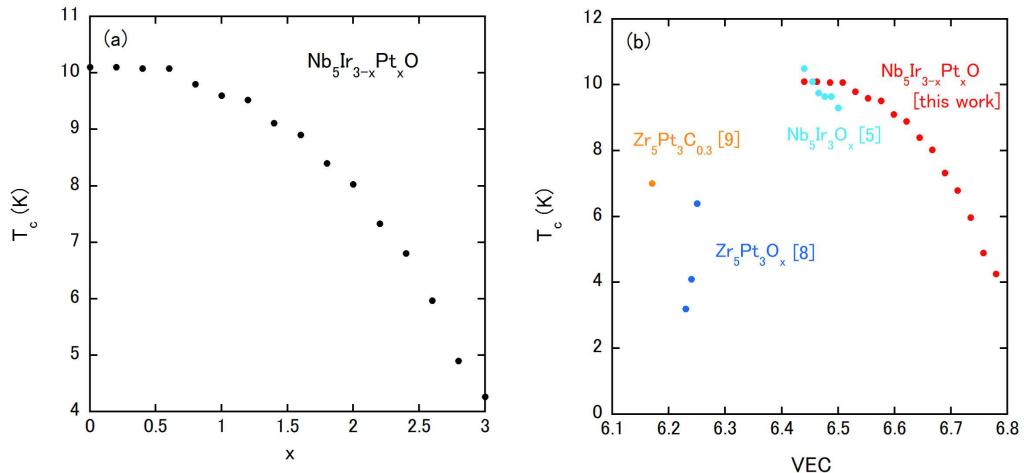 (a)
Nb5Ir3-xPtxO
11
10
9
8
7
6
5
4
Tc (K)
0 0.5 1 1.5 2 2.5 3
x
(b)
Nb5Ir3-xPtxO
[this work]
Nb5Ir3Ox [5]
Zr5Pt3C0.3 [9]
Zr5Pt3Ox [8]
12
10
8
6
4
2
0
Tc (K)
6.1 6.2 6.3 6.4 6.5 6.6 6.7 6.8
VEC